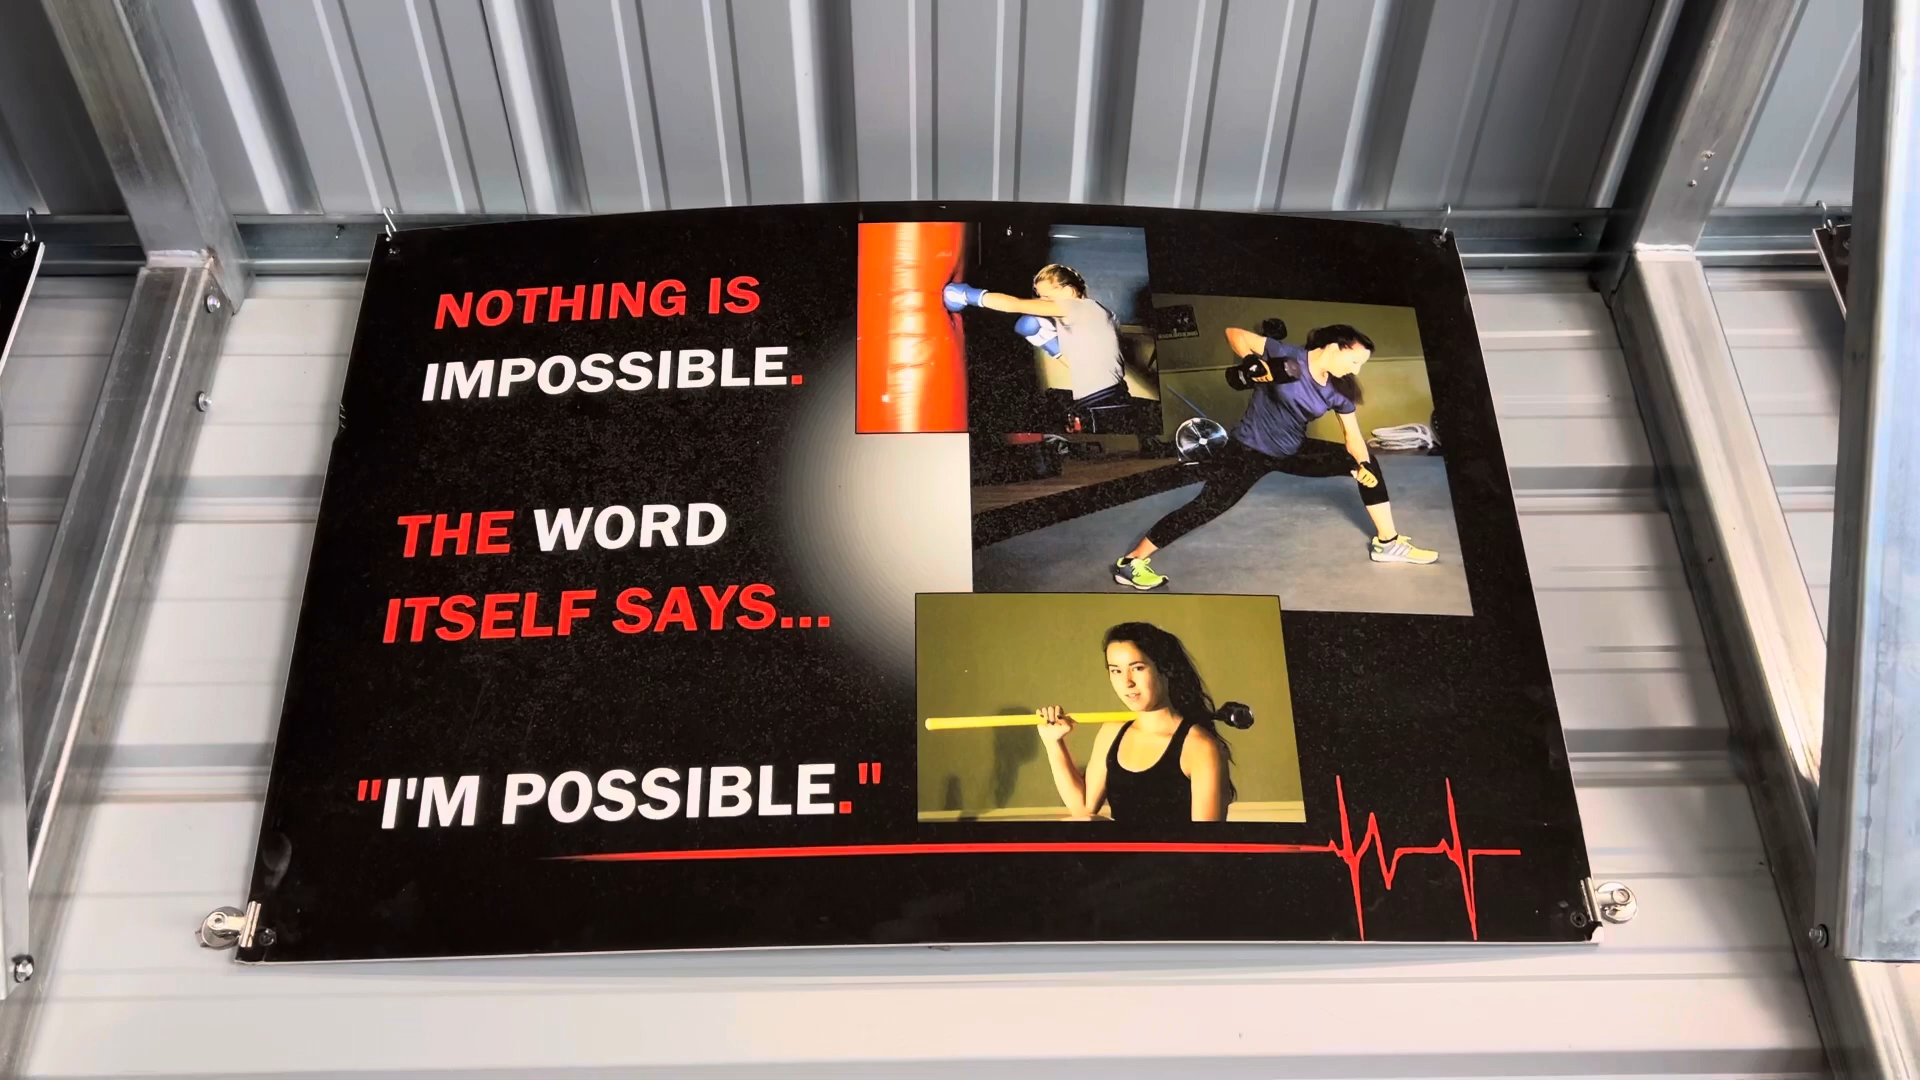 NOTHING IS
IMPOSSIBLE.
THE WORD
ITSELF SAYS...
"I'M POSSIBLE."